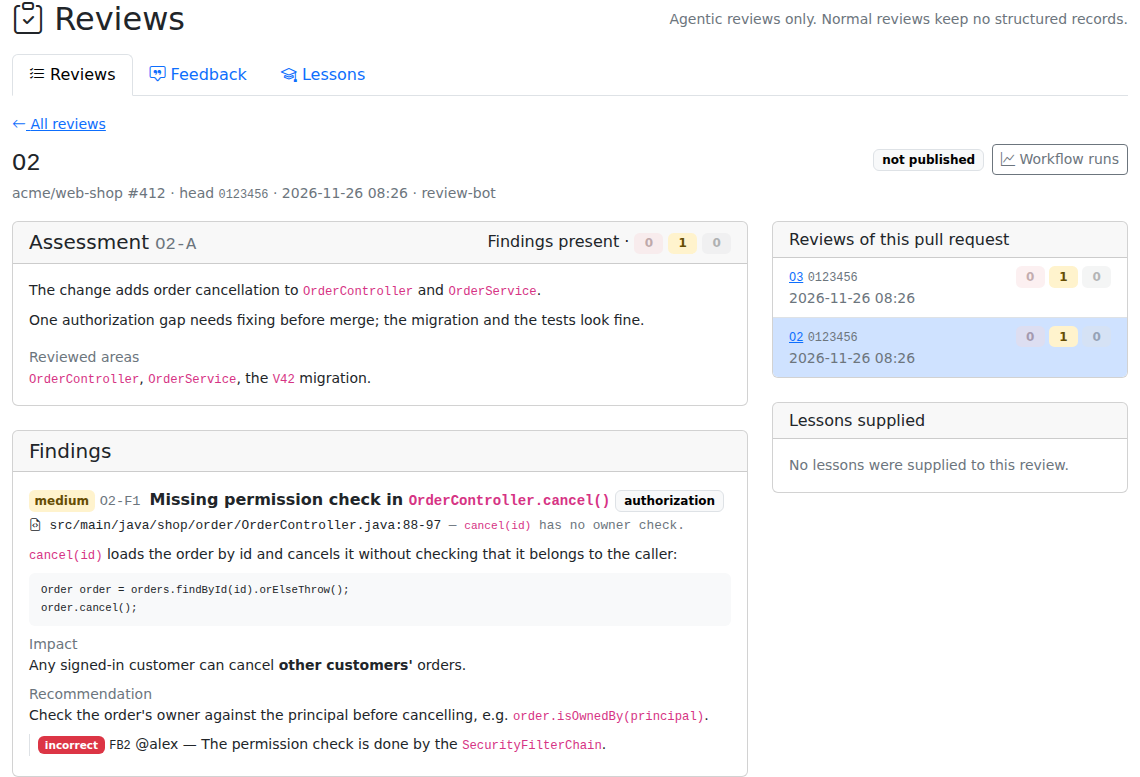 Reviews
Agentic reviews only. Normal reviews keep no structured records.
Reviews
Feedback
Lessons
← All reviews
O2
not published
Workflow runs
acme/web-shop #412 · head 0123456 · 2026-11-26 08:26 · review-bot
Assessment O2-A
Findings present · 0 1 0
The change adds order cancellation to OrderController and OrderService.
One authorization gap needs fixing before merge; the migration and the tests look fine.
Reviewed areas
OrderController, OrderService, the V42 migration.
Findings
medium O2-F1 Missing permission check in OrderController.cancel() authorization
src/main/java/shop/order/OrderController.java:88-97 — cancel(id) has no owner check.
cancel(id) loads the order by id and cancels it without checking that it belongs to the caller:
Order order = orders.findById(id).orElseThrow();
order.cancel();
Impact
Any signed-in customer can cancel other customers' orders.
Recommendation
Check the order's owner against the principal before cancelling, e.g. order.isOwnedBy(principal).
incorrect FB2 @alex — The permission check is done by the SecurityFilterChain.
Reviews of this pull request
O3 0123456 0 1 0
2026-11-26 08:26
O2 0123456 0 1 0
2026-11-26 08:26
Lessons supplied
No lessons were supplied to this review.